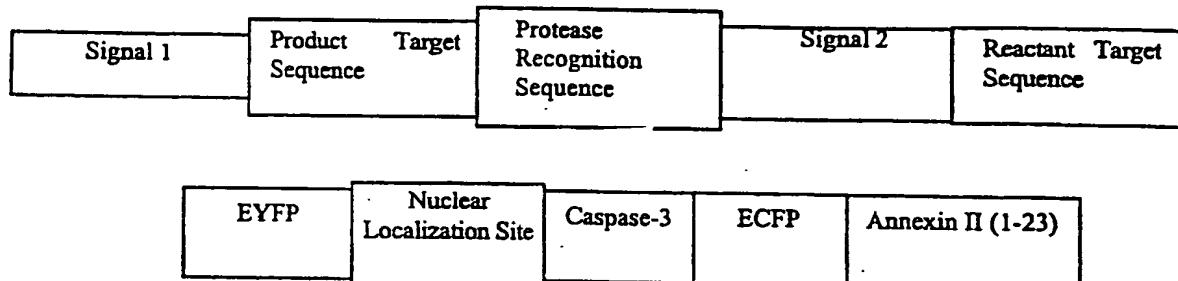 Signal 1
Product Target
Sequence
Protease
Recognition
Sequence
Signal 2
Reactant Target
Sequence
EYFP
Nuclear
Localization Site
Caspase-3
ECFP
Annexin II (1-23)